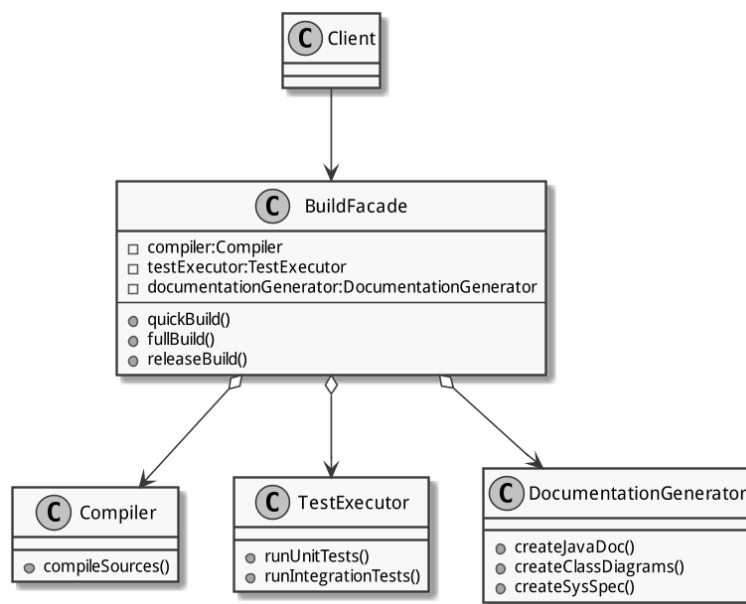 C Client
C BuildFacade
compiler:Compiler
testExecutor:TestExecutor
documentationGenerator:DocumentationGenerator
quickBuild()
fullBuild()
releaseBuild()
C Compiler
compileSources()
C TestExecutor
runUnitTests()
runIntegrationTests()
C DocumentationGenerator
createJavaDoc()
createClassDiagrams()
createSysSpec()